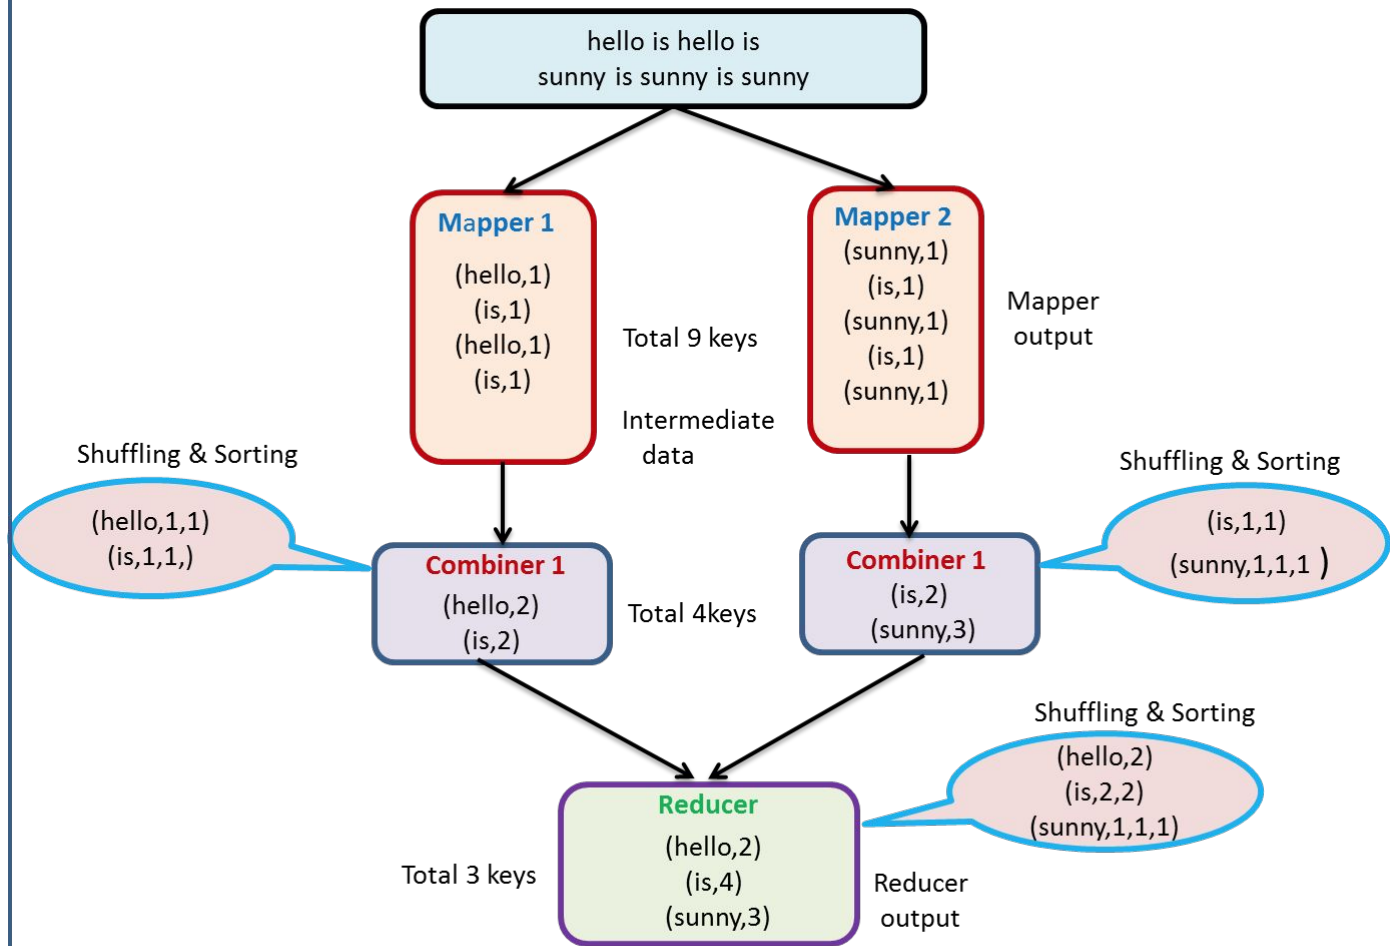 hello is hello is
sunny is sunny is sunny
Mapper 1
(hello,1)
(is,1)
(hello,1)
(is,1)
Total 9 keys
Intermediate
data
Mapper 2
(sunny,1)
(is,1)
(sunny,1)
(is,1)
(sunny,1)
Mapper
output
Shuffling & Sorting
(hello,1,1)
(is,1,1,)
Combiner 1
(hello,2)
(is,2)
Total 4keys
Combiner 1
(is,2)
(sunny,3)
Shuffling & Sorting
(is,1,1)
(sunny,1,1,1 )
Shuffling & Sorting
(hello,2)
(is,2,2)
(sunny,1,1,1)
Total 3 keys
Reducer
(hello,2)
(is,4)
(sunny,3)
Reducer
output